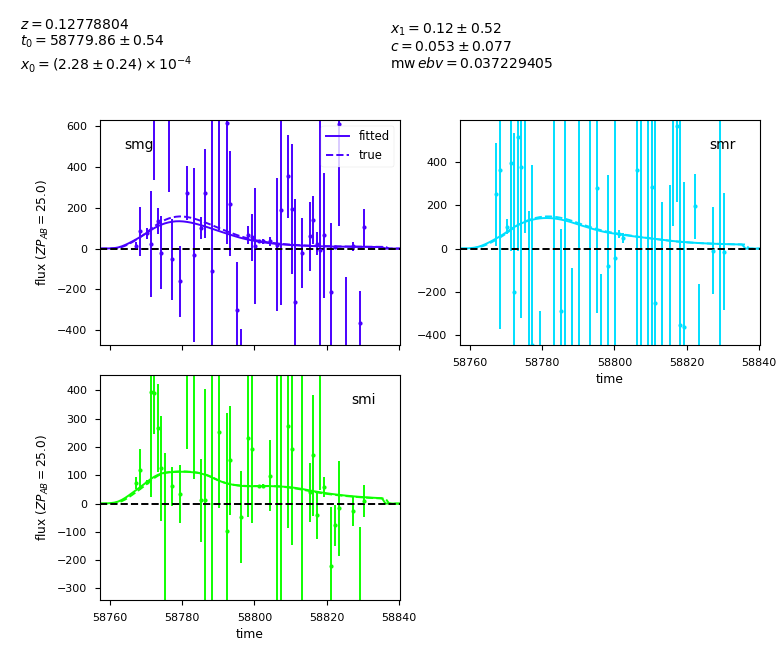 z = 0.12778804
t₀ = 58779.86 ± 0.54
x₀ = (2.28 ± 0.24) × 10⁻⁴
x₁ = 0.12 ± 0.52
c = 0.053 ± 0.077
mw ebv = 0.037229405
smg
fitted
true
600
400
200
0
−200
−400
flux (ZP_AB = 25.0)
smr
400
200
0
−200
−400
58760 58780 58800 58820 58840
time
smi
400
300
200
100
0
−100
−200
−300
flux (ZP_AB = 25.0)
58760 58780 58800 58820 58840
time